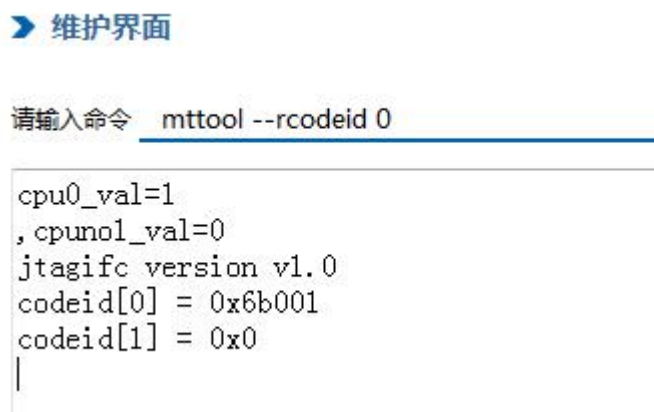 维护界面
请输入命令 mttool --rcodeid 0
cpu0_val=1
,cpuno1_val=0
jtagifc version v1.0
codeid[0] = 0x6b001
codeid[1] = 0x0